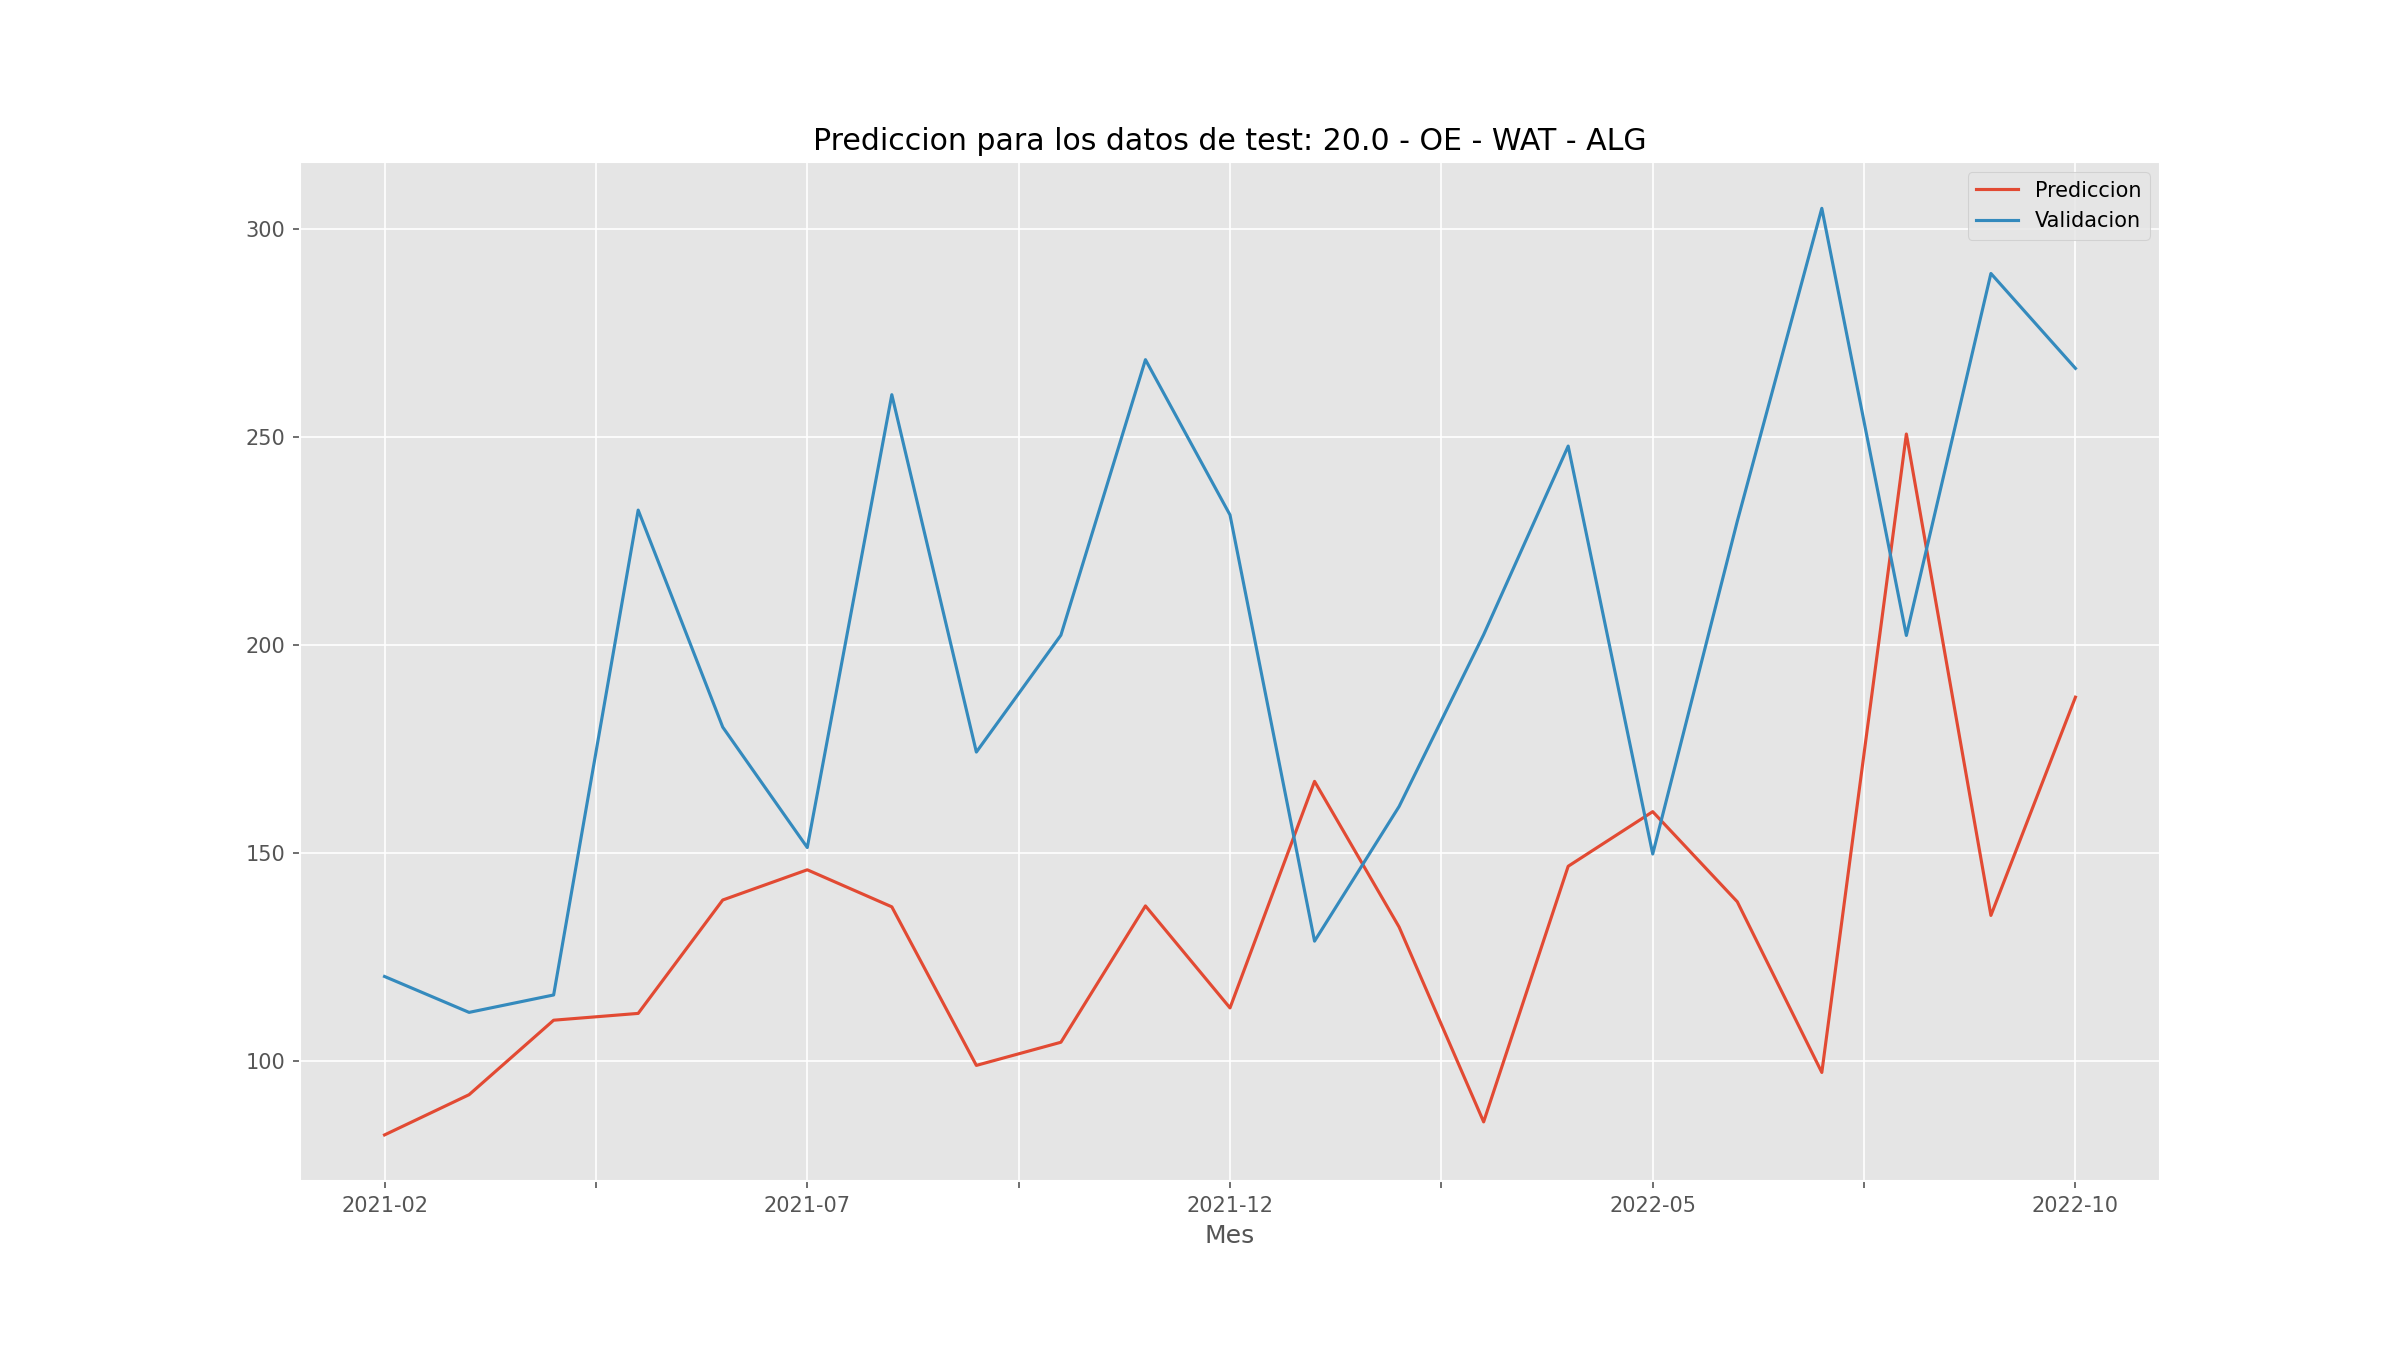 Prediccion para los datos de test: 20.0 - OE - WAT - ALG
Prediccion
Validacion
300
250
200
150
100
2021-02 2021-07 2021-12 2022-05 2022-10
Mes